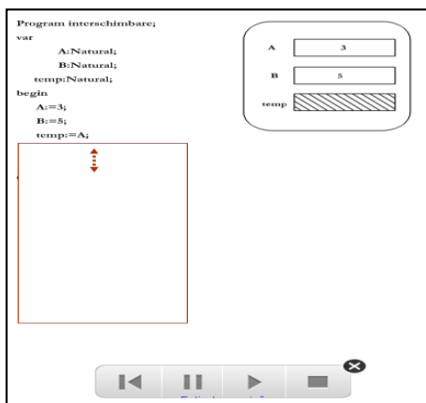 Program interschimbare;
var
A:Natural;
B:Natural;
temp:Natural;
begin
A:=3;
B:=5;
temp:=A;
A 3
B 5
temp